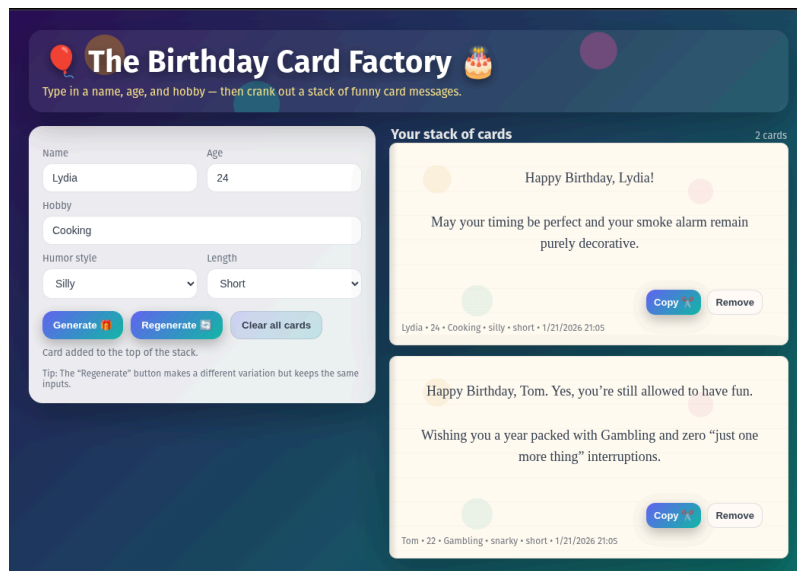 🎈 The Birthday Card Factory 🎂
Type in a name, age, and hobby — then crank out a stack of funny card messages.
Name
Age
Lydia
24
Hobby
Cooking
Humor style
Length
Silly
Short
Generate 🎁
Regenerate 🔄
Clear all cards
Card added to the top of the stack.
Tip: The “Regenerate” button makes a different variation but keeps the same
inputs.
Your stack of cards
2 cards
Happy Birthday, Lydia!
May your timing be perfect and your smoke alarm remain
purely decorative.
Copy ✂️
Remove
Lydia • 24 • Cooking • silly • short • 1/21/2026 21:05
Happy Birthday, Tom. Yes, you’re still allowed to have fun.
Wishing you a year packed with Gambling and zero “just one
more thing” interruptions.
Copy ✂️
Remove
Tom • 22 • Gambling • snarky • short • 1/21/2026 21:05